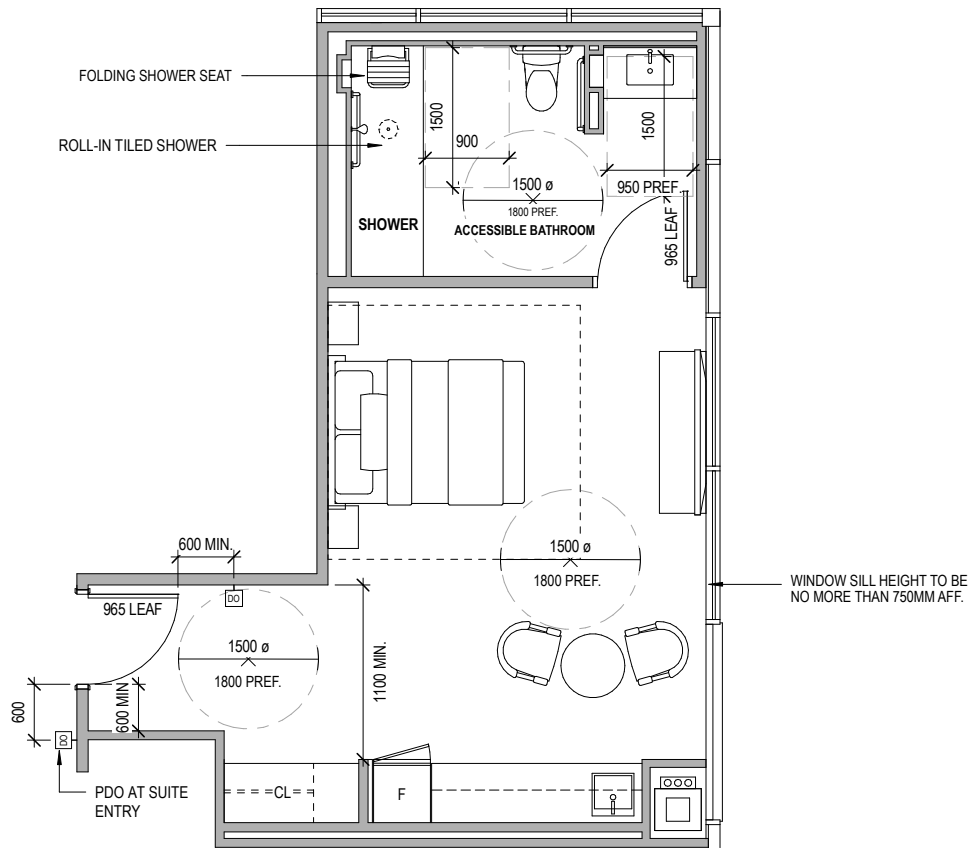 FOLDING SHOWER SEAT
1500
900
1500
ROLL-IN TILED SHOWER
1500 ø
1800 PREF.
950 PREF.
SHOWER
ACCESSIBLE BATHROOM
965 LEAF
600 MIN.
1500 ø
1800 PREF.
WINDOW SILL HEIGHT TO BE
NO MORE THAN 750MM AFF.
965 LEAF
DO
1500 ø
1800 PREF.
1100 MIN.
600
600 MIN
DO
PDO AT SUITE
ENTRY
CL
F